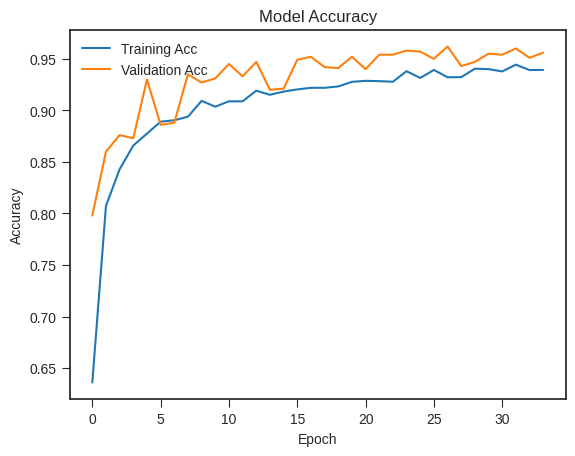 Model Accuracy
Training Acc
Validation Acc
Accuracy
0.95
0.90
0.85
0.80
0.75
0.70
0.65
0 5 10 15 20 25 30
Epoch